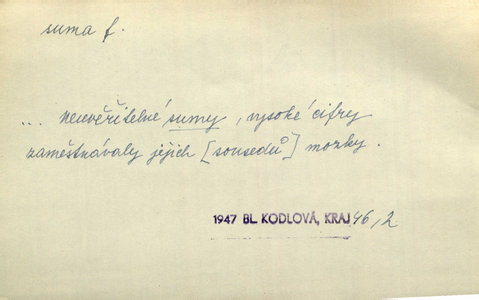 suma f.
... neuvěřitelné sumy, vysoké cifry
zaměstnávaly jejich [sousedů] mozky.
1947 BL. KODLOVÁ, KRAJ 46, 2